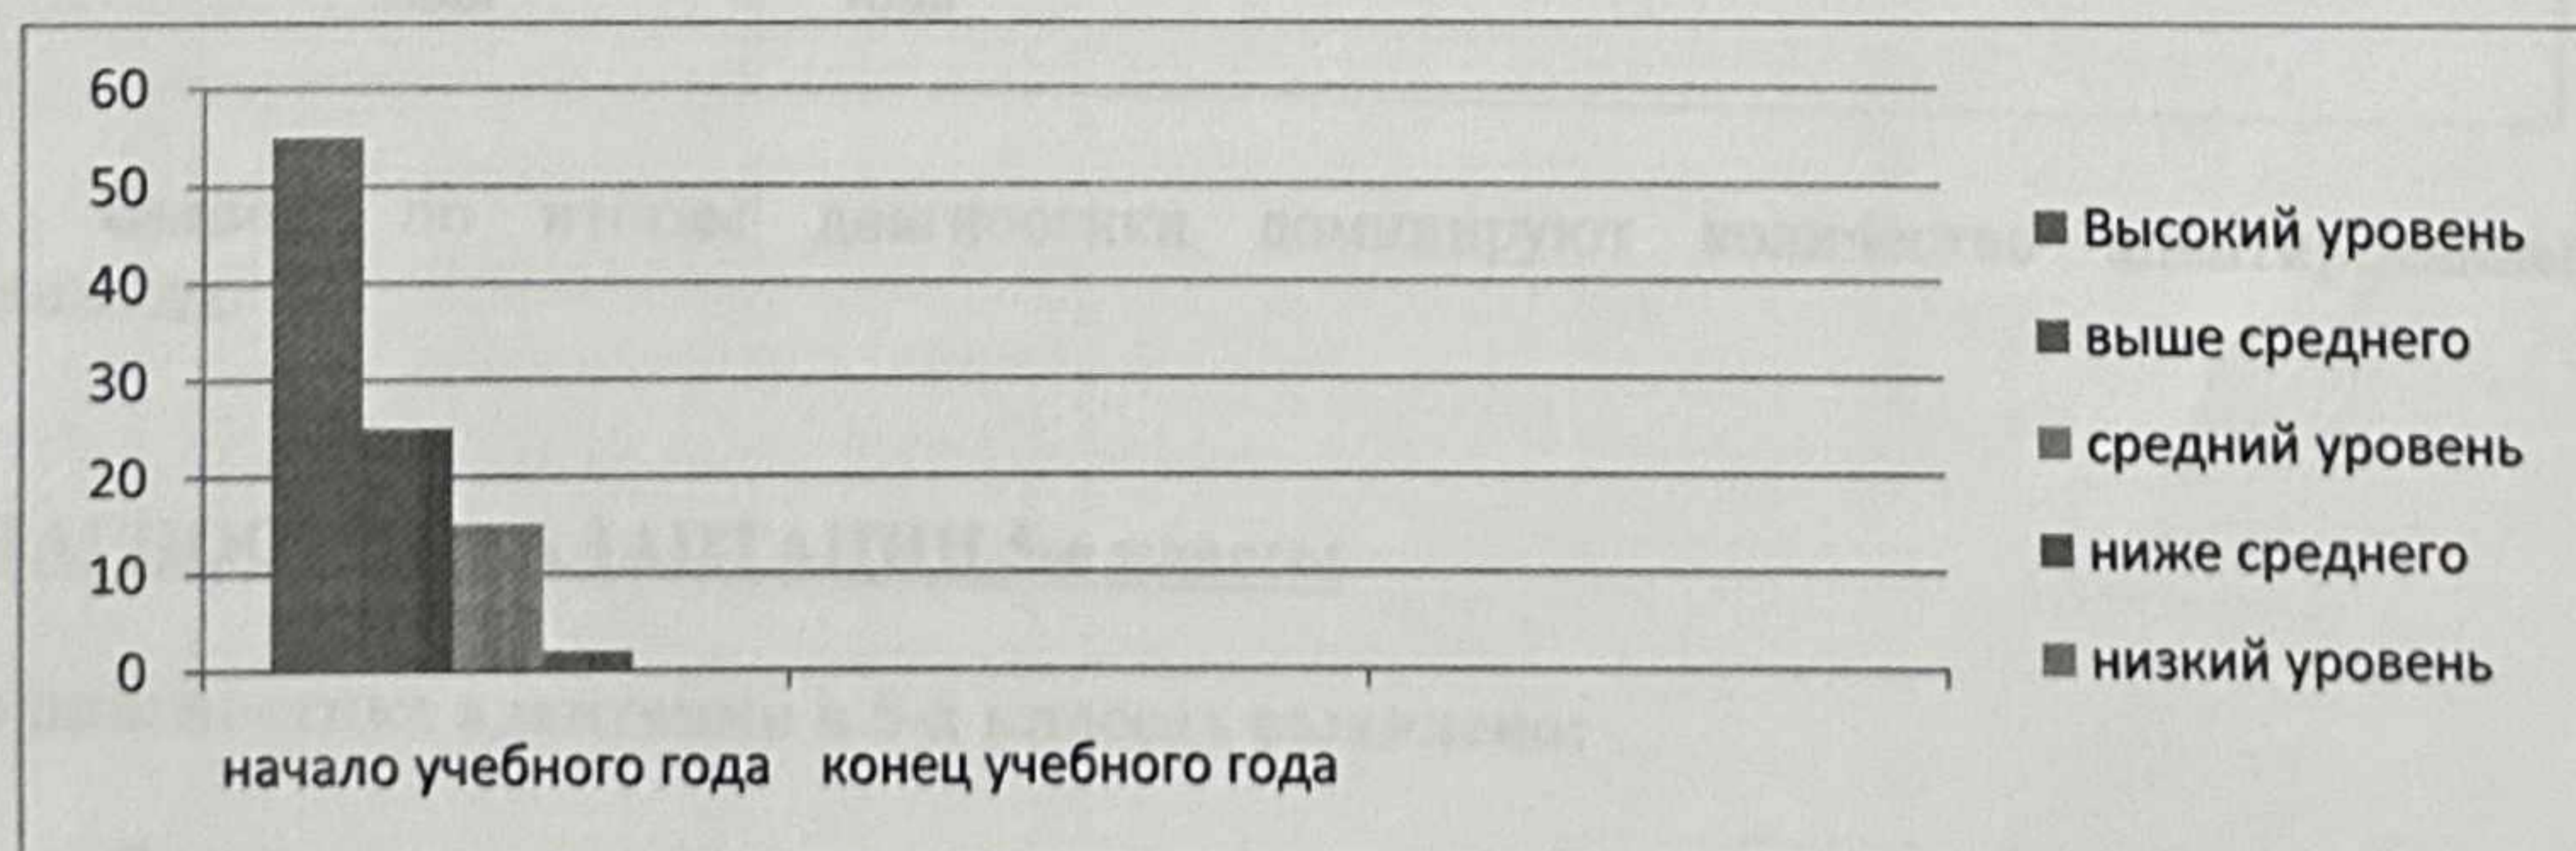 60
50
40
30
20
10
0
начало учебного года
конец учебного года
Высокий уровень
выше среднего
средний уровень
ниже среднего
низкий уровень